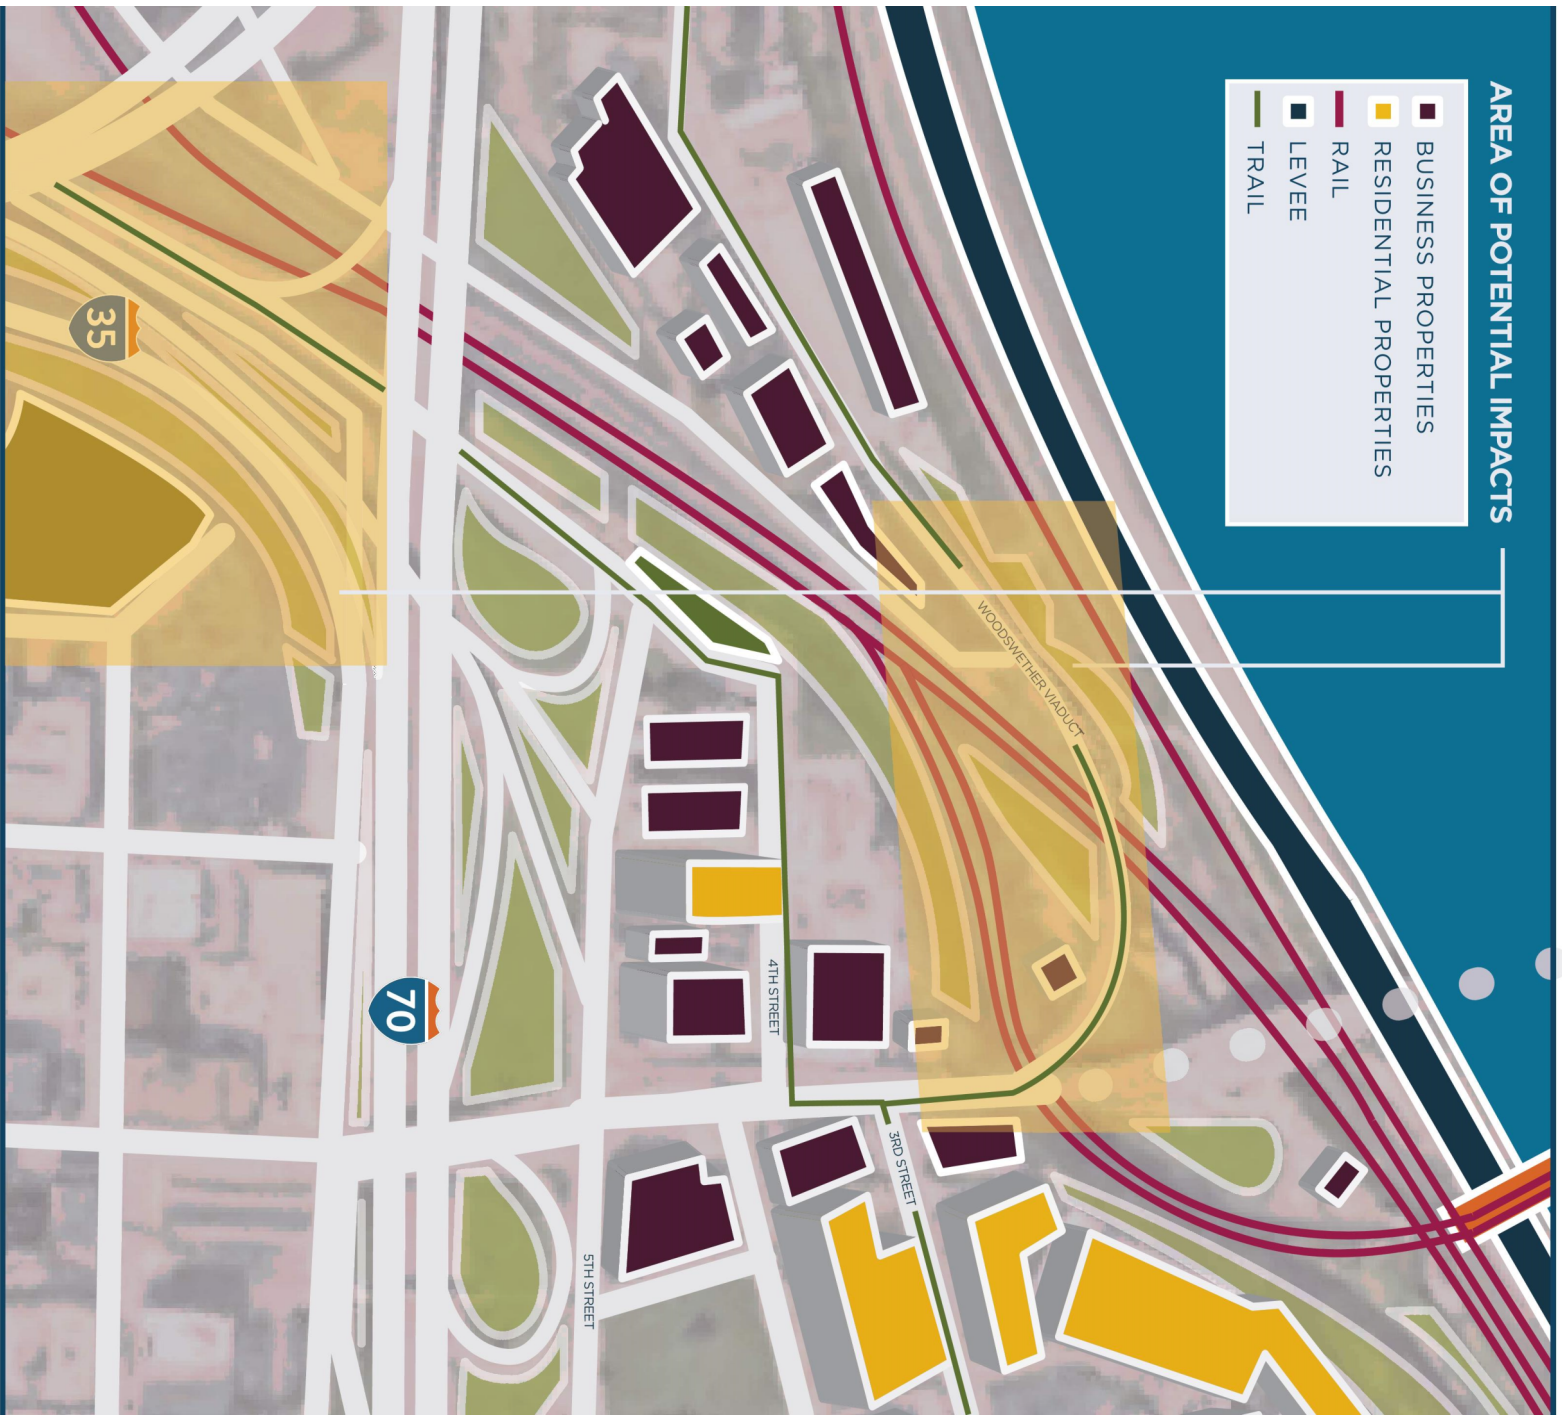 AREA OF POTENTIAL IMPACTS
BUSINESS PROPERTIES
RESIDENTIAL PROPERTIES
RAIL
LEVEE
TRAIL
WOODSWETHER VIADUCT
35
70
4TH STREET
3RD STREET
5TH STREET